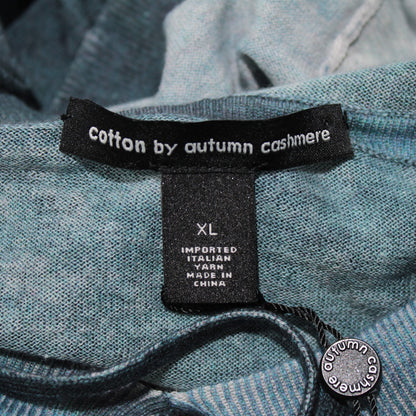 cotton by autumn cashmere
XL
IMPORTED
ITALIAN
YARN
MADE IN
CHINA
autumn cashmere